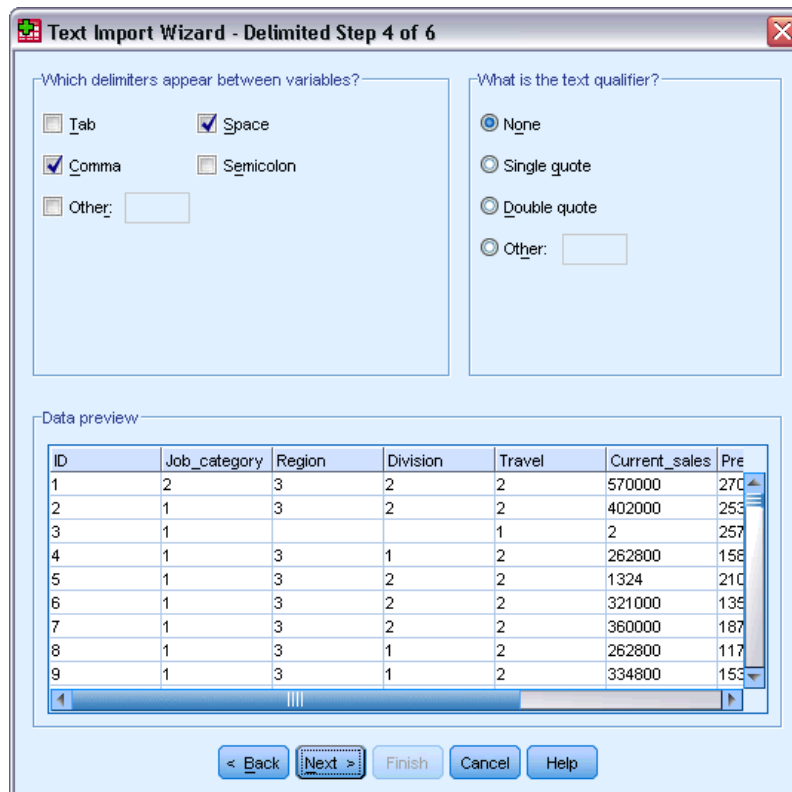 Text Import Wizard - Delimited Step 4 of 6
Which delimiters appear between variables?
Tab
Space
Comma
Semicolon
Other:
What is the text qualifier?
None
Single quote
Double quote
Other:
Data preview
ID Job_category Region Division Travel Current_sales Pre
1 2 3 2 2 570000 270
2 1 3 2 2 402000 253
3 1 1 2 257
4 1 3 1 2 262800 158
5 1 3 2 2 1324 210
6 1 3 2 2 321000 135
7 1 3 2 2 360000 187
8 1 3 1 2 262800 117
9 1 3 1 2 334800 153
< Back Next > Finish Cancel Help